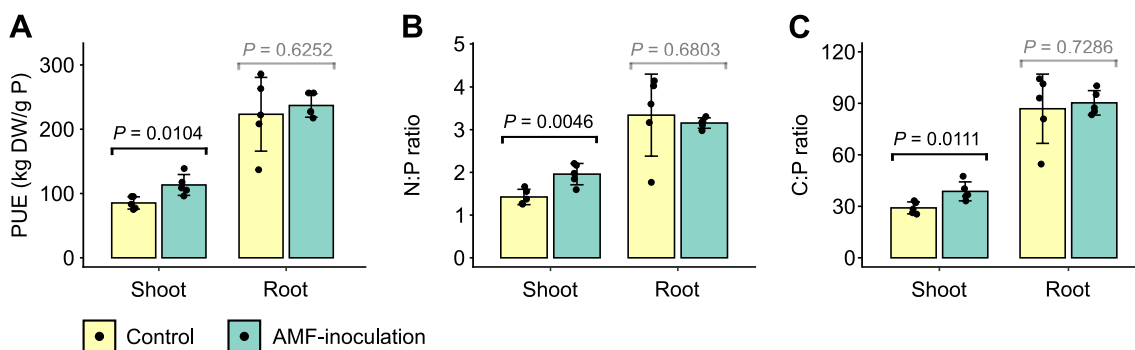 A
PUE (kg DW/g P)
300
200
100
0
P = 0.0104
P = 0.6252
Shoot
Root
B
N:P ratio
5
4
3
2
1
0
P = 0.0046
P = 0.6803
Shoot
Root
C
C:P ratio
120
90
60
30
0
P = 0.0111
P = 0.7286
Shoot
Root
Control
AMF-inoculation